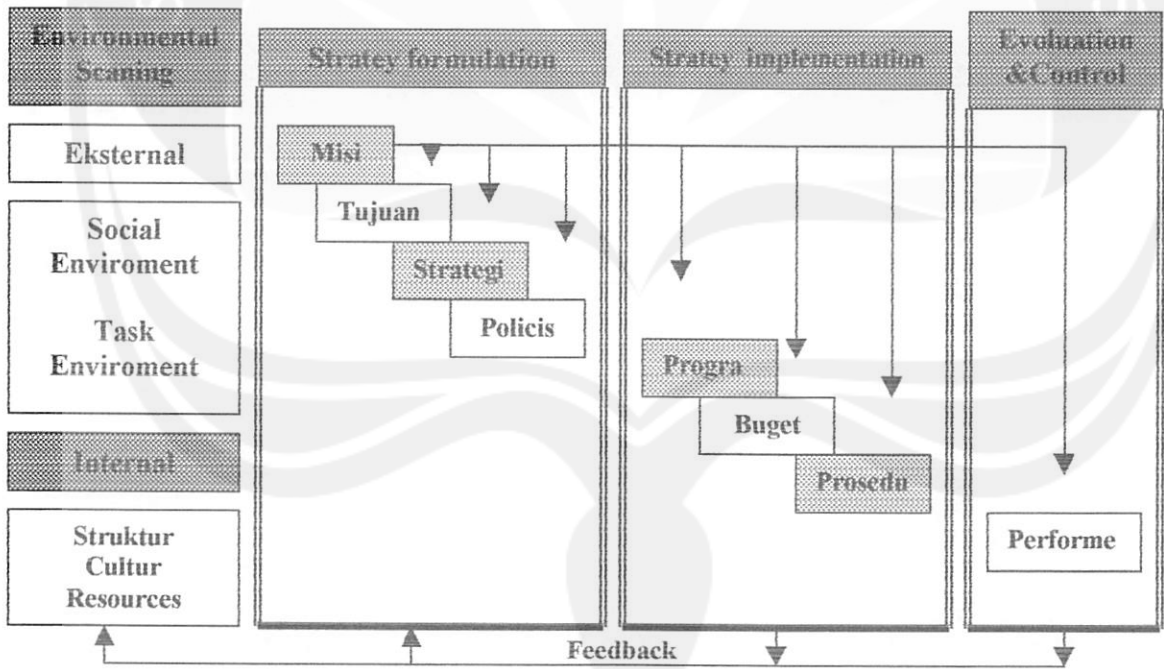 Environmental
Scaning
Stratey formulation
Stratey implementation
Evoluation
&Control
Eksternal
Social
Enviroment
Task
Enviroment
Internal
Struktur
Cultur
Resources
Misi
Tujuan
Strategi
Policis
Progra
Buget
Prosedu
Performe
Feedback